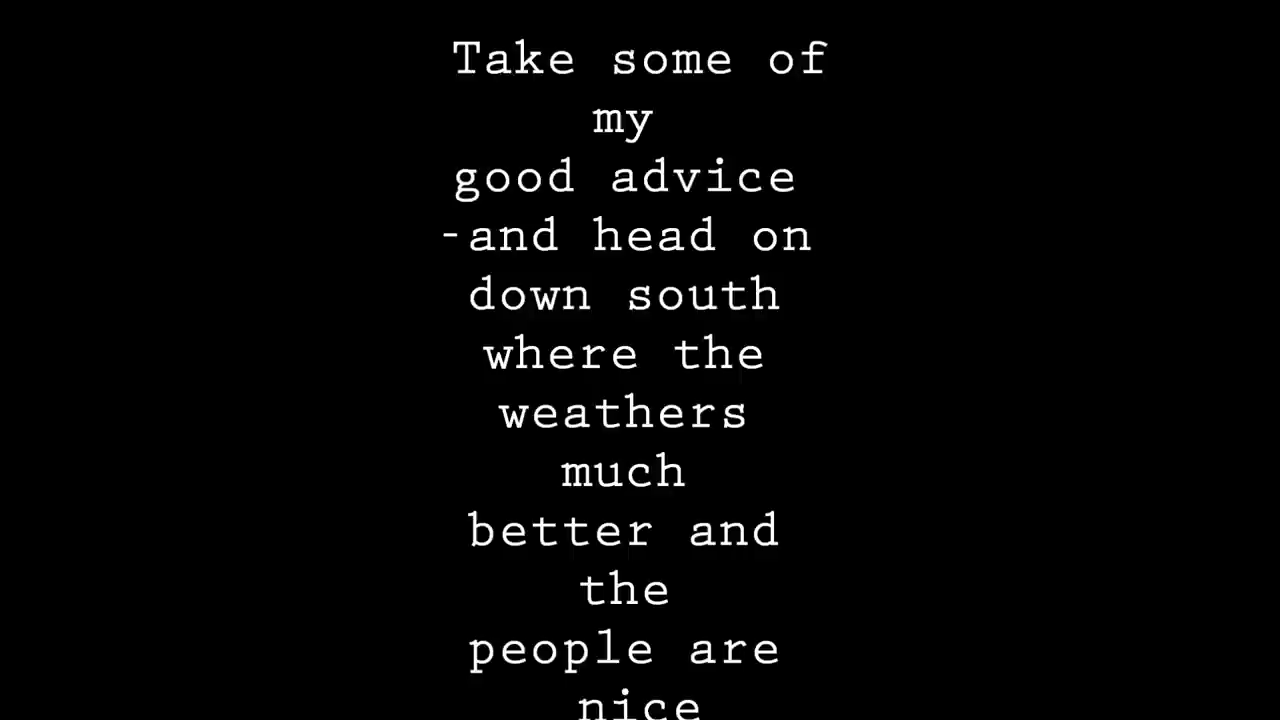 Take some of
my
good advice
-and head on
down south
where the
weathers
much
better and
the
people are
nice